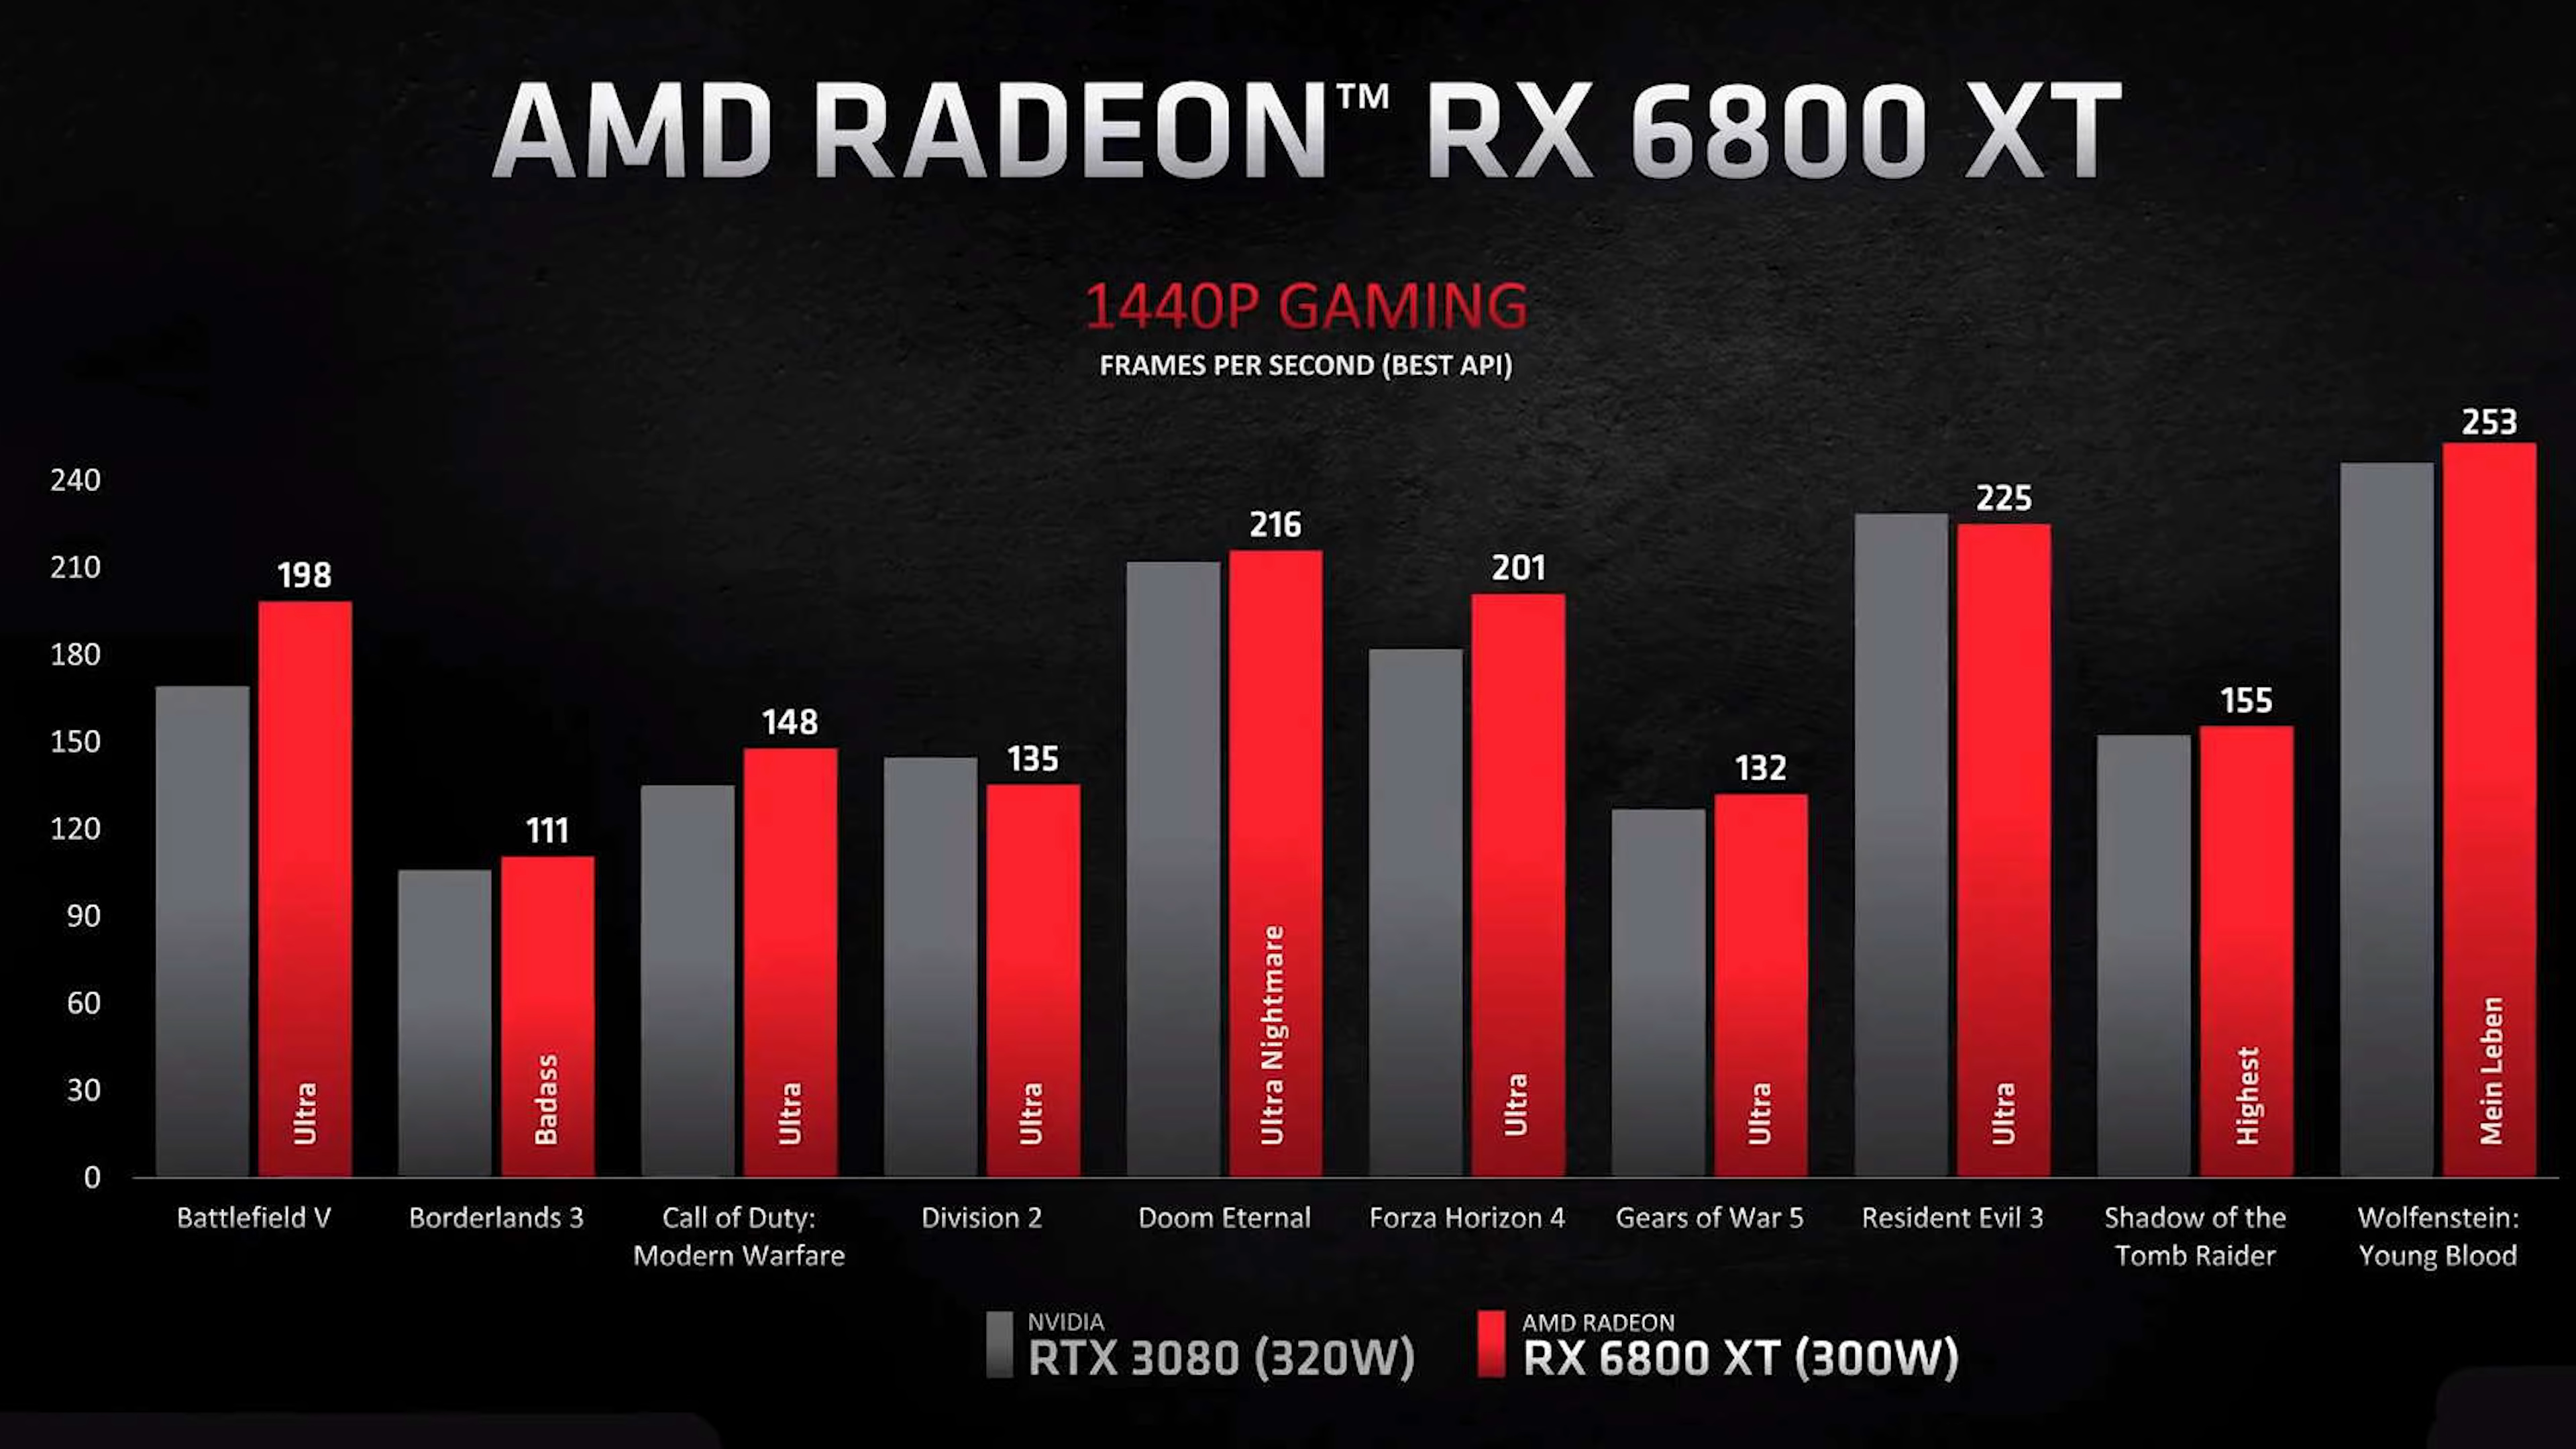 AMD RADEON™ RX 6800 XT
1440P GAMING
FRAMES PER SECOND (BEST API)
240
210
180
150
120
90
60
30
0
198
111
148
135
216
201
132
225
155
253
Ultra
Badass
Ultra
Ultra
Ultra Nightmare
Ultra
Ultra
Ultra
Highest
Mein Leben
Battlefield V
Borderlands 3
Call of Duty:
Modern Warfare
Division 2
Doom Eternal
Forza Horizon 4
Gears of War 5
Resident Evil 3
Shadow of the
Tomb Raider
Wolfenstein:
Young Blood
NVIDIA
RTX 3080 (320W)
AMD RADEON
RX 6800 XT (300W)